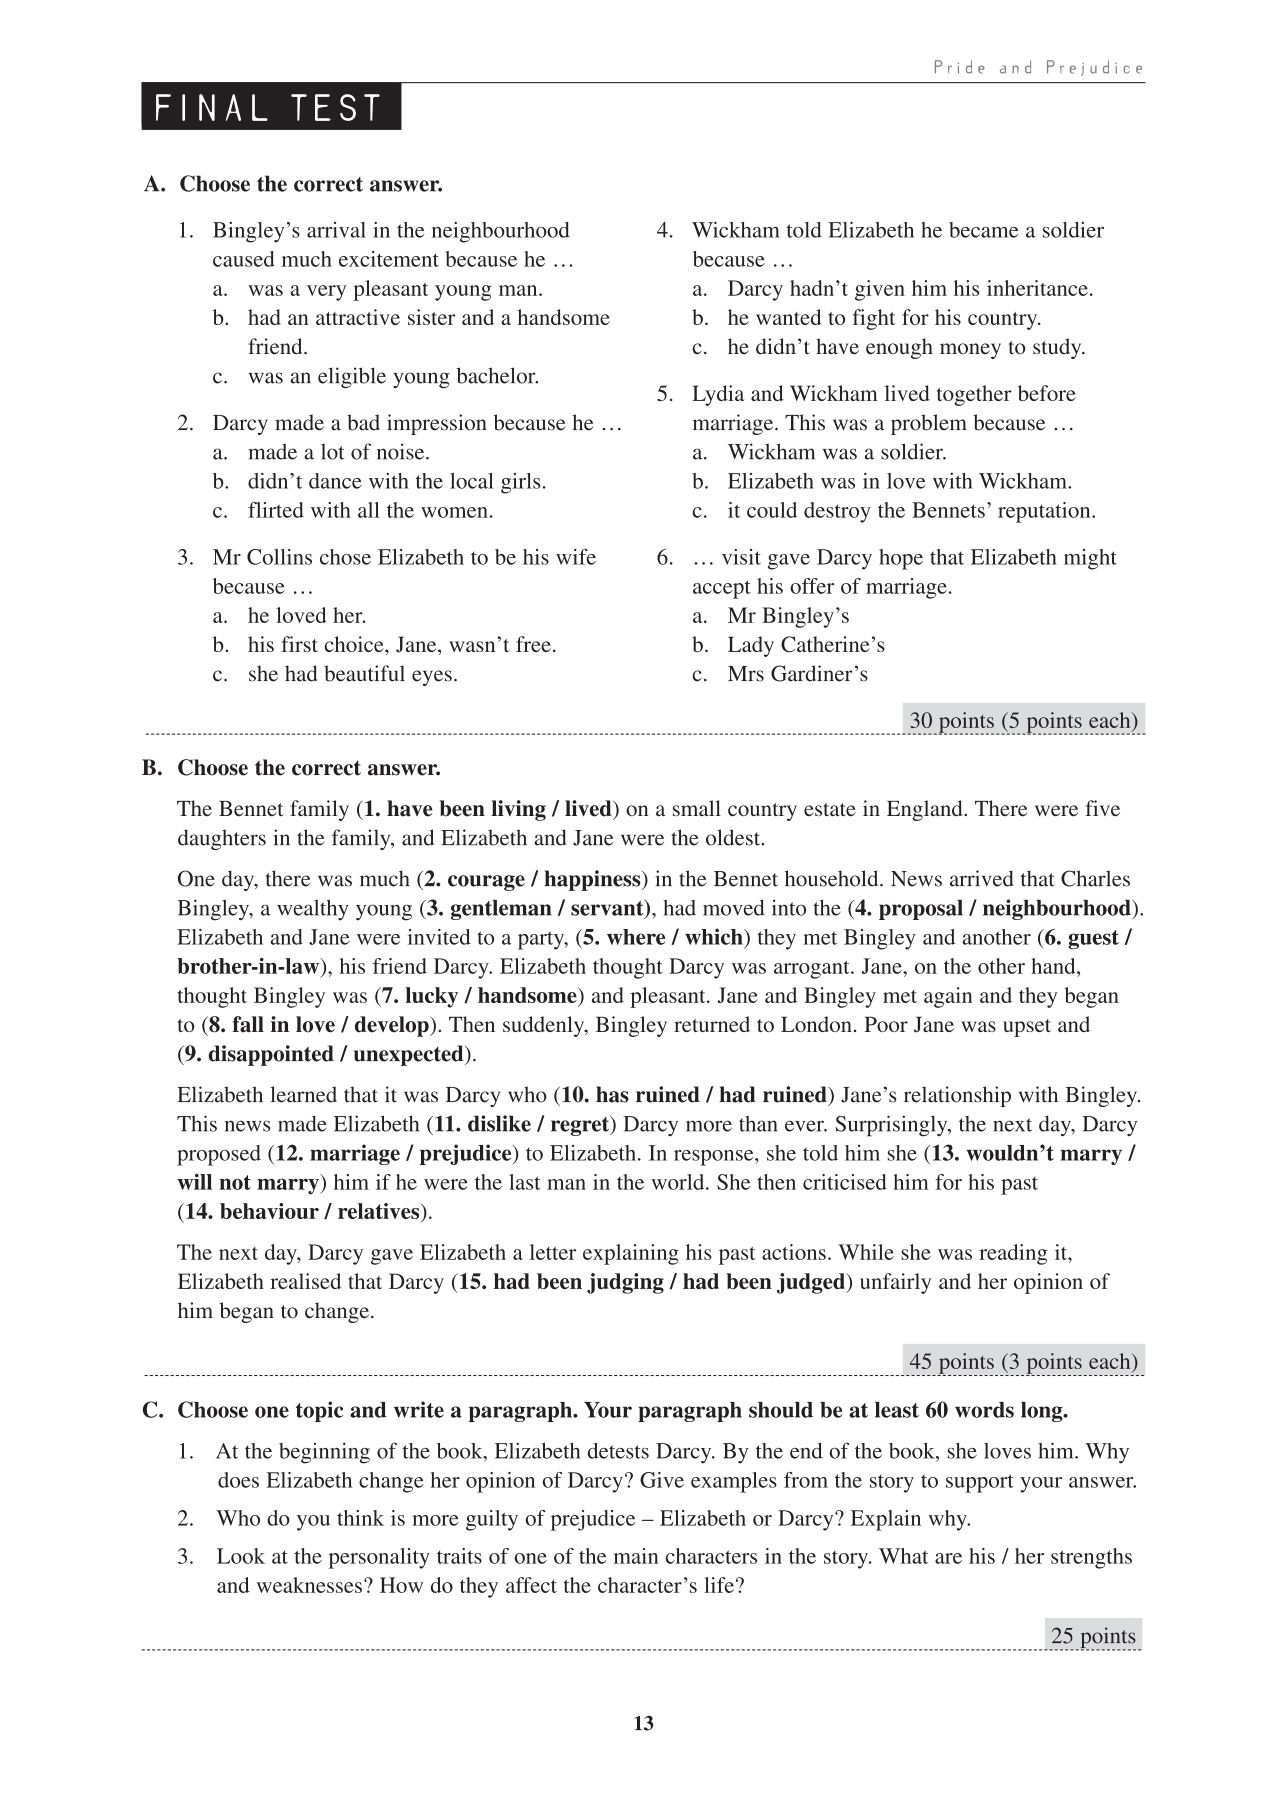 Pride and Prejudice
FINAL TEST
A. Choose the correct answer.
1. Bingley’s arrival in the neighbourhood
caused much excitement because he …
a. was a very pleasant young man.
b. had an attractive sister and a handsome
friend.
c. was an eligible young bachelor.
2. Darcy made a bad impression because he …
a. made a lot of noise.
b. didn’t dance with the local girls.
c. flirted with all the women.
3. Mr Collins chose Elizabeth to be his wife
because …
a. he loved her.
b. his first choice, Jane, wasn’t free.
c. she had beautiful eyes.
4. Wickham told Elizabeth he became a soldier
because …
a. Darcy hadn’t given him his inheritance.
b. he wanted to fight for his country.
c. he didn’t have enough money to study.
5. Lydia and Wickham lived together before
marriage. This was a problem because …
a. Wickham was a soldier.
b. Elizabeth was in love with Wickham.
c. it could destroy the Bennets’ reputation.
6. … visit gave Darcy hope that Elizabeth might
accept his offer of marriage.
a. Mr Bingley’s
b. Lady Catherine’s
c. Mrs Gardiner’s
30 points (5 points each)
B. Choose the correct answer.
The Bennet family (1. have been living / lived) on a small country estate in England. There were five
daughters in the family, and Elizabeth and Jane were the oldest.
One day, there was much (2. courage / happiness) in the Bennet household. News arrived that Charles
Bingley, a wealthy young (3. gentleman / servant), had moved into the (4. proposal / neighbourhood).
Elizabeth and Jane were invited to a party, (5. where / which) they met Bingley and another (6. guest /
brother-in-law), his friend Darcy. Elizabeth thought Darcy was arrogant. Jane, on the other hand,
thought Bingley was (7. lucky / handsome) and pleasant. Jane and Bingley met again and they began
to (8. fall in love / develop). Then suddenly, Bingley returned to London. Poor Jane was upset and
(9. disappointed / unexpected).
Elizabeth learned that it was Darcy who (10. has ruined / had ruined) Jane’s relationship with Bingley.
This news made Elizabeth (11. dislike / regret) Darcy more than ever. Surprisingly, the next day, Darcy
proposed (12. marriage / prejudice) to Elizabeth. In response, she told him she (13. wouldn’t marry /
will not marry) him if he were the last man in the world. She then criticised him for his past
(14. behaviour / relatives).
The next day, Darcy gave Elizabeth a letter explaining his past actions. While she was reading it,
Elizabeth realised that Darcy (15. had been judging / had been judged) unfairly and her opinion of
him began to change.
45 points (3 points each)
C. Choose one topic and write a paragraph. Your paragraph should be at least 60 words long.
1. At the beginning of the book, Elizabeth detests Darcy. By the end of the book, she loves him. Why
does Elizabeth change her opinion of Darcy? Give examples from the story to support your answer.
2. Who do you think is more guilty of prejudice – Elizabeth or Darcy? Explain why.
3. Look at the personality traits of one of the main characters in the story. What are his / her strengths
and weaknesses? How do they affect the character’s life?
25 points
13